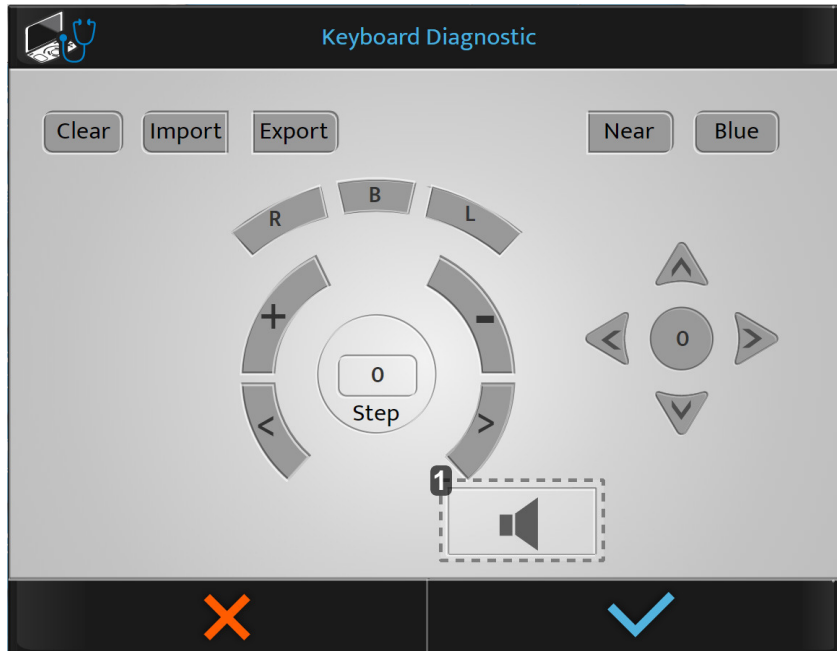 Keyboard Diagnostic
Clear Import Export Near Blue
R B L
+ -
0 0
Step
< >
1